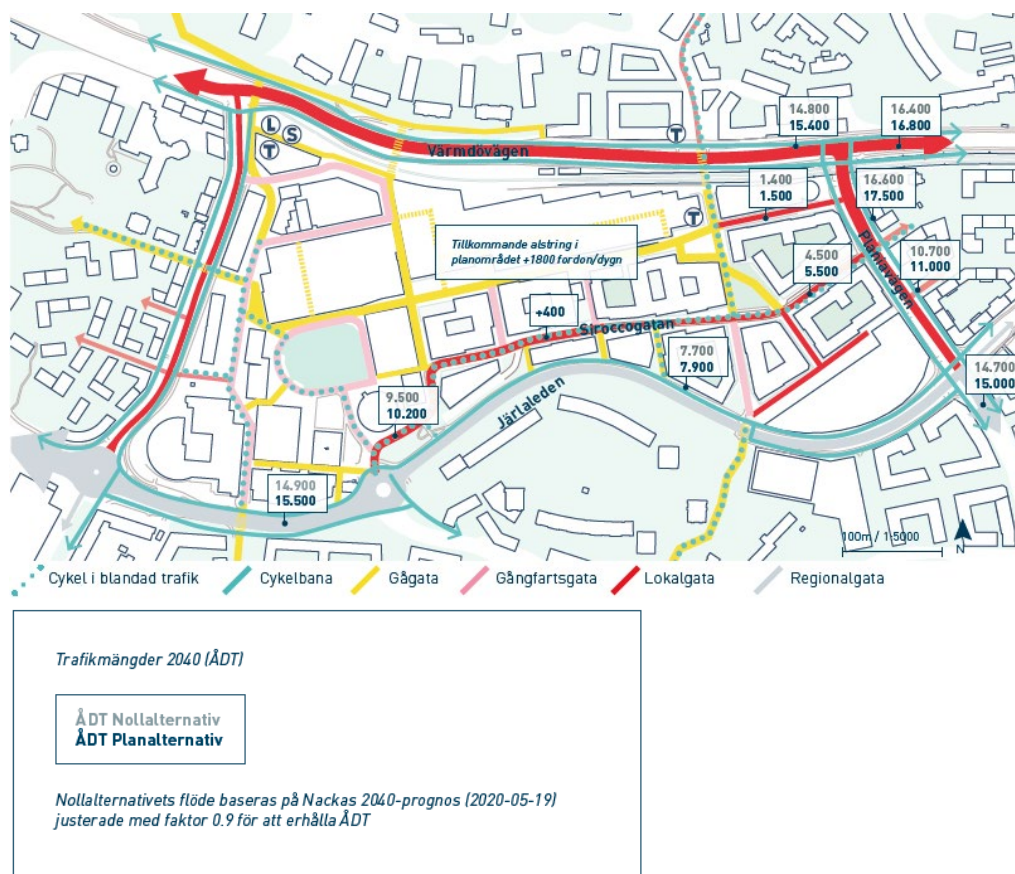 14.800
15.400
16.400
16.800
L
S
T
T
Värmdövägen
1.400
1.500
16.600
17.500
T
Tillkommande alstring i
planområdet +1800 fordon/dygn
Planiavägen
4.500
5.500
10.700
11.000
+400
Siroccogatan
7.700
7.900
14.700
15.000
Järlaleden
9.500
10.200
14.900
15.500
100m / 1:5000
N
Cykel i blandad trafik
Cykelbana
Gågata
Gångfartsgata
Lokalgata
Regionalgata
Trafikmängder 2040 (ÅDT)
ÅDT Nollalternativ
ÅDT Planalternativ
Nollalternativets flöde baseras på Nackas 2040-prognos (2020-05-19)
justerade med faktor 0.9 för att erhålla ÅDT